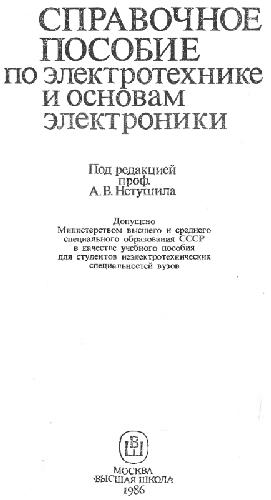 СПРАВОЧНОЕ
ПОСОБИЕ
по электротехнике
и основам
электроники
Под редакцией
проф.
А. В. Нетушила
Допущено
Министерством высшего и среднего
специального образования СССР
в качестве учебного пособия
для студентов неэлектротехнических
специальностей вузов
ВШ
МОСКВА
«ВЫСШАЯ ШКОЛА»
1986